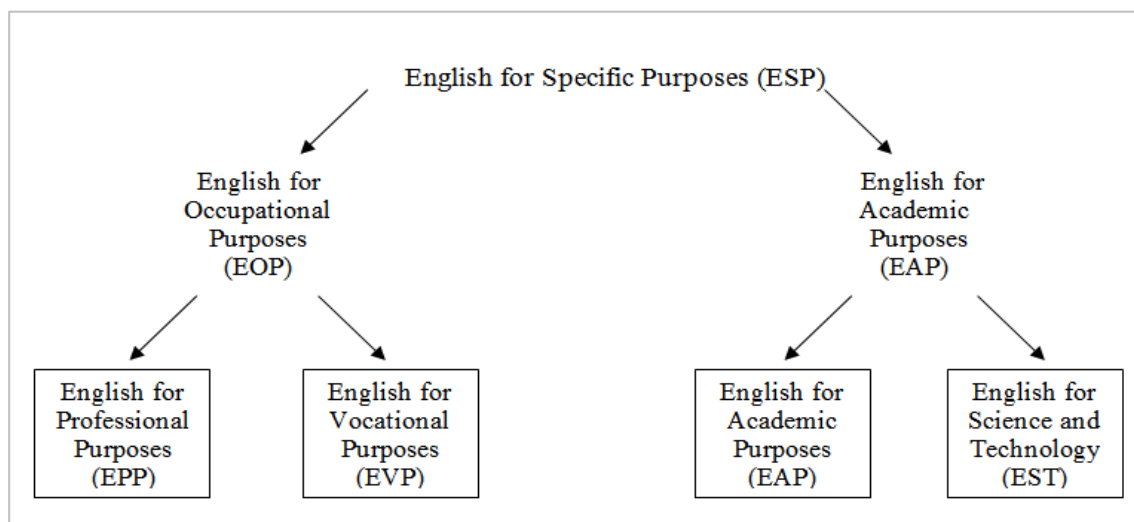 English for Specific Purposes (ESP)
English for
Occupational
Purposes
(EOP)
English for
Academic
Purposes
(EAP)
English for
Professional
Purposes
(EPP)
English for
Vocational
Purposes
(EVP)
English for
Academic
Purposes
(EAP)
English for
Science and
Technology
(EST)